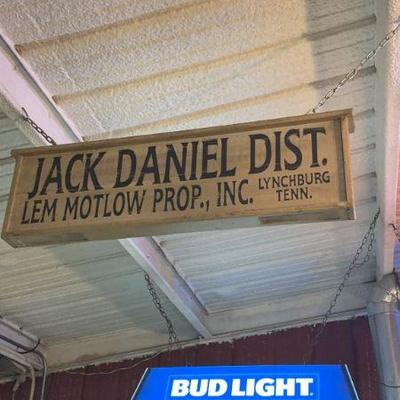 JACK DANIEL DIST.
LEM MOTLOW PROP., INC. LYNCHBURG
TENN.
BUD LIGHT